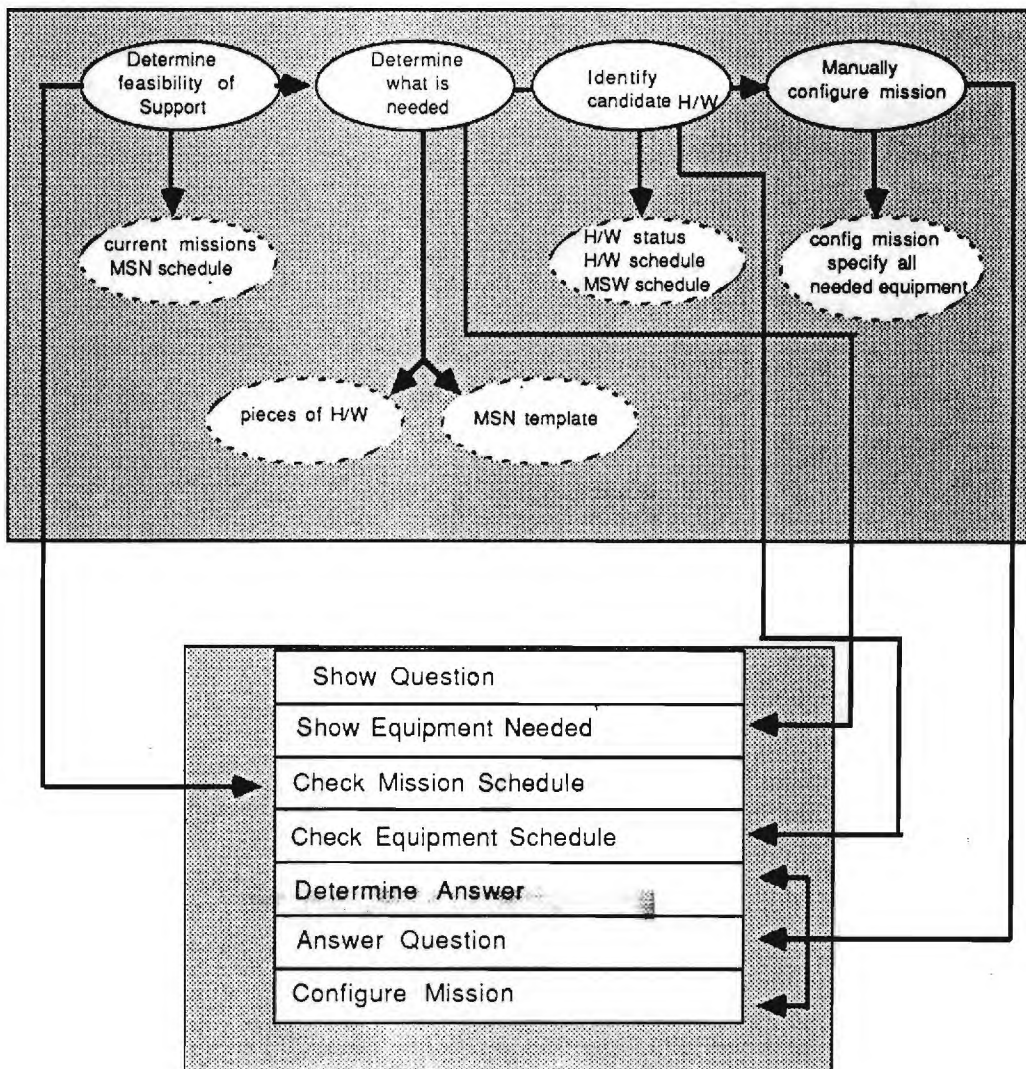 Determine
feasibility of
Support
Determine
what is
needed
Identify
candidate H/W
Manually
configure mission
current missions
MSN schedule
H/W status
H/W schedule
MSW schedule
config mission
specify all
needed equipment
pieces of H/W
MSN template
Show Question
Show Equipment Needed
Check Mission Schedule
Check Equipment Schedule
Determine Answer
Answer Question
Configure Mission